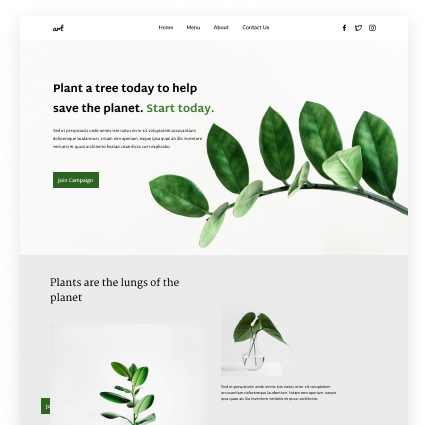 art
Home Menu About Contact Us
Plant a tree today to help
save the planet. Start today.
Sed ut perspiciatis unde omnis iste natus error sit voluptatem accusantium
doloremque laudantium, totam rem aperiam, eaque ipsa quae ab illo inventore
veritatis et quasi architecto beatae vitae dicta sunt explicabo.
Join Campaign
Plants are the lungs of the
planet
Sed ut perspiciatis unde omnis iste natus error sit voluptatem
accusantium doloremque laudantium, totam rem aperiam, eaque
ipsa quae ab illo inventore veritatis et quasi architecto.